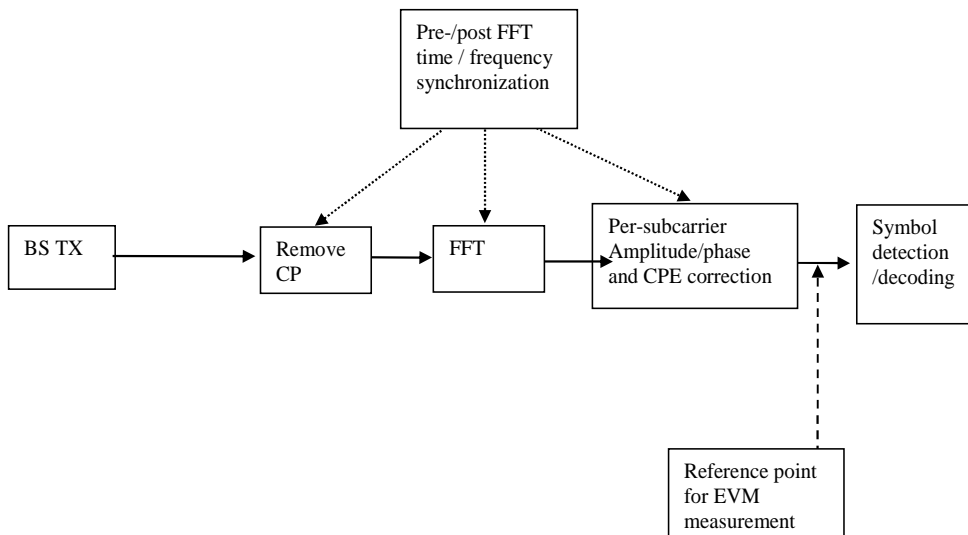 Pre-/post FFT
time / frequency
synchronization
BS TX
Remove
CP
FFT
Per-subcarrier
Amplitude/phase
and CPE correction
Symbol
detection
/decoding
Reference point
for EVM
measurement